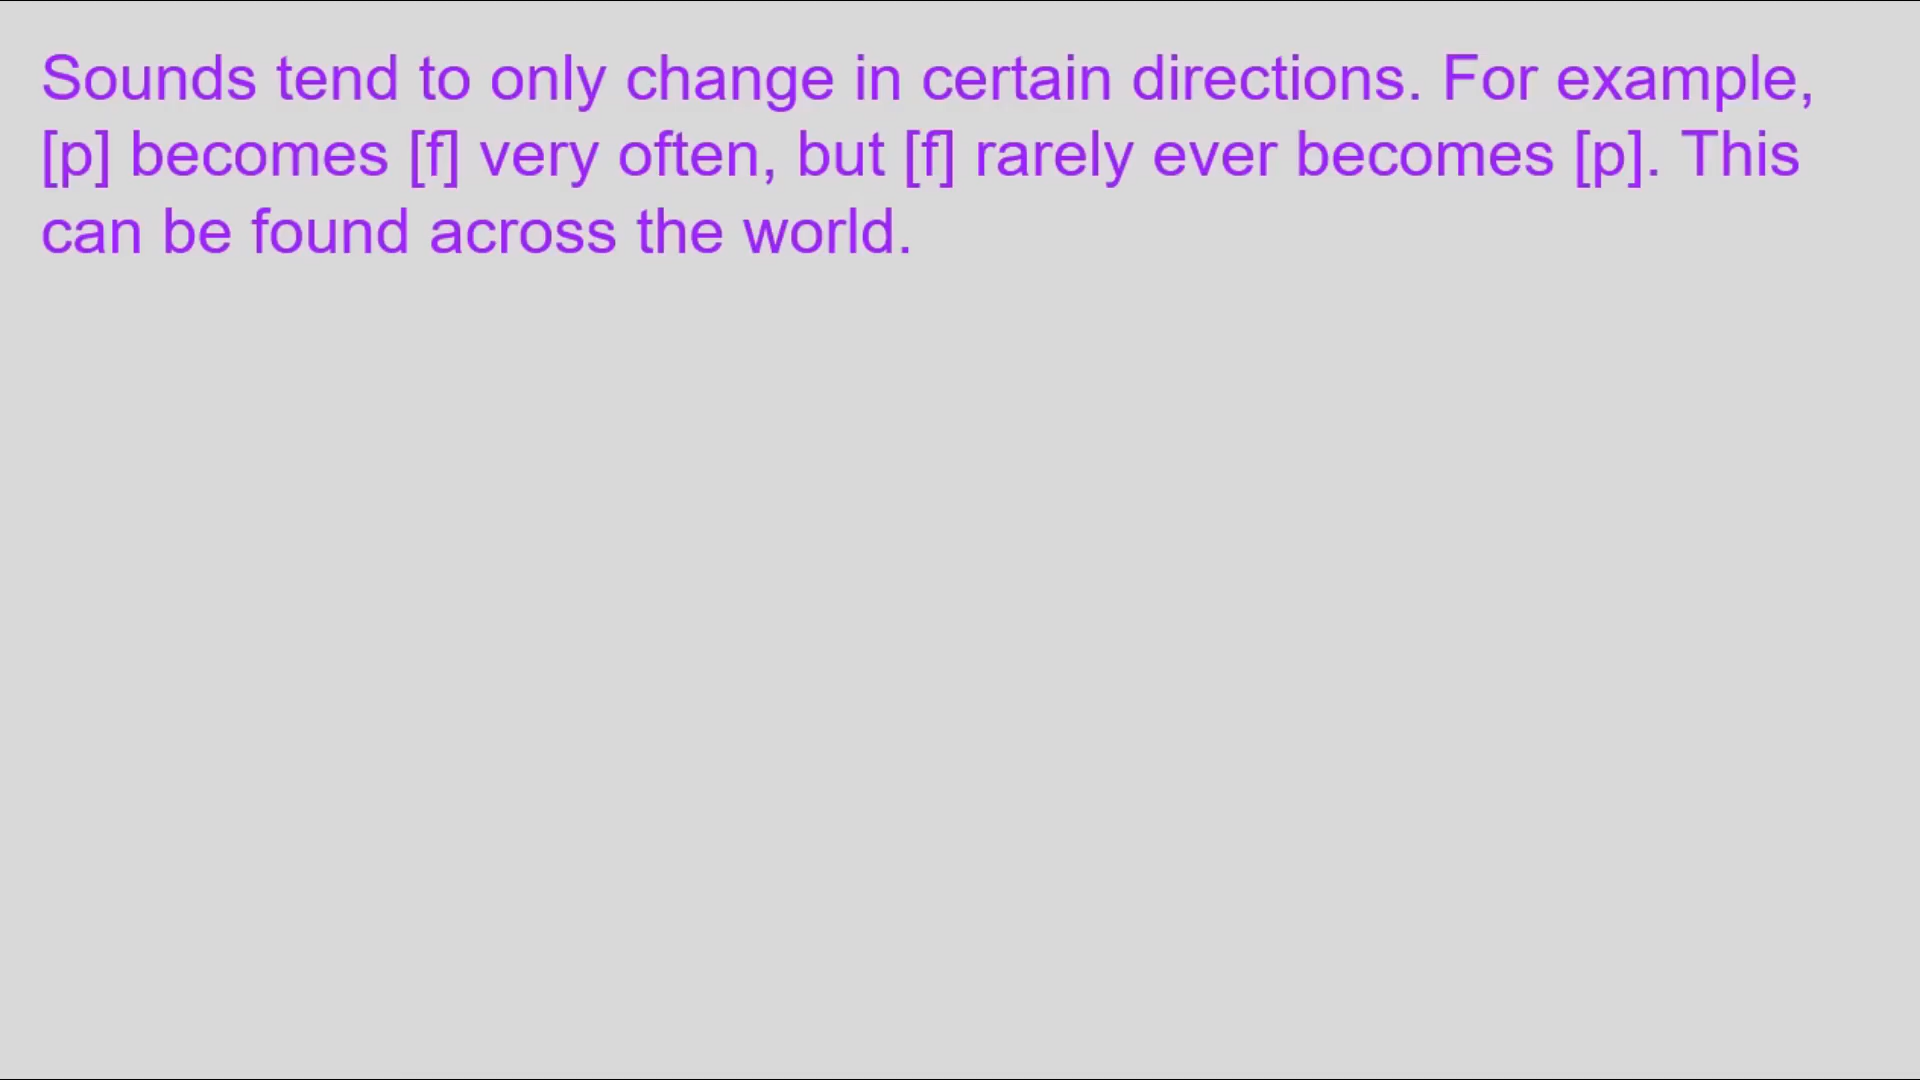 Sounds tend to only change in certain directions. For example,
[p] becomes [f] very often, but [f] rarely ever becomes [p]. This
can be found across the world.